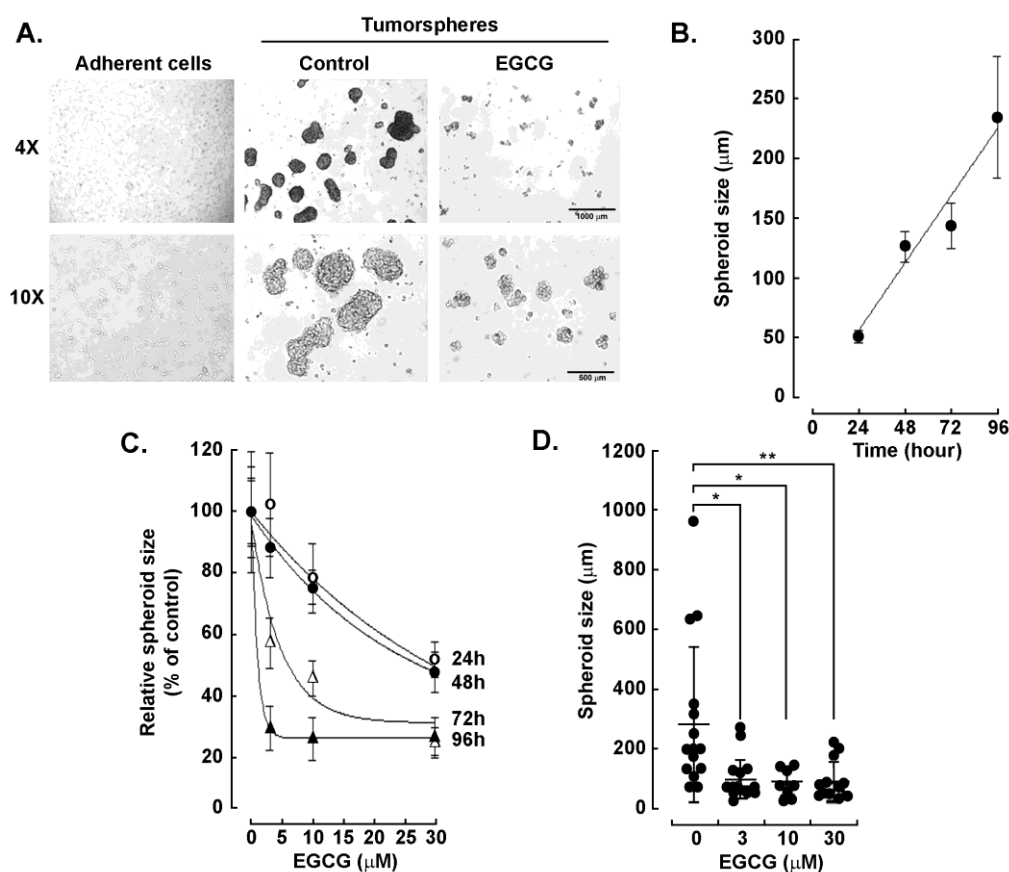 A.
Tumorspheres
Adherent cells Control EGCG
4X
1000 μm
10X
500 μm
B.
300
250
200
150
100
50
0
Spheroid size (μm)
0 24 48 72 96
Time (hour)
C.
120
100
80
60
40
20
0
Relative spheroid size
(% of control)
24h
48h
72h
96h
0 5 10 15 20 25 30
EGCG (μM)
D.
1200
1000
800
600
400
200
0
Spheroid size (μm)
**
*
*
0 3 10 30
EGCG (μM)